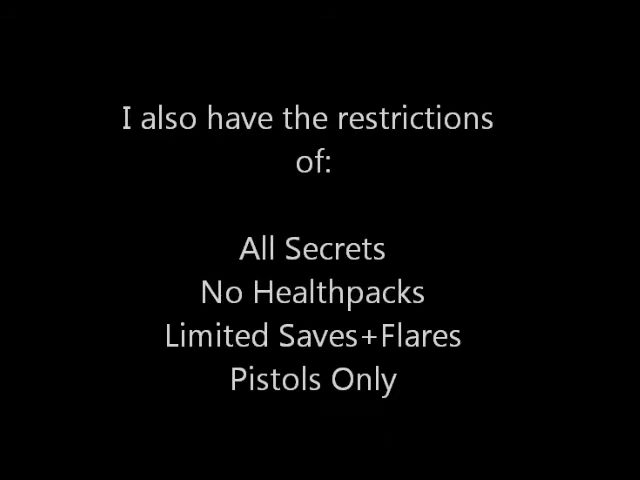 I also have the restrictions
of:
All Secrets
No Healthpacks
Limited Saves+Flares
Pistols Only